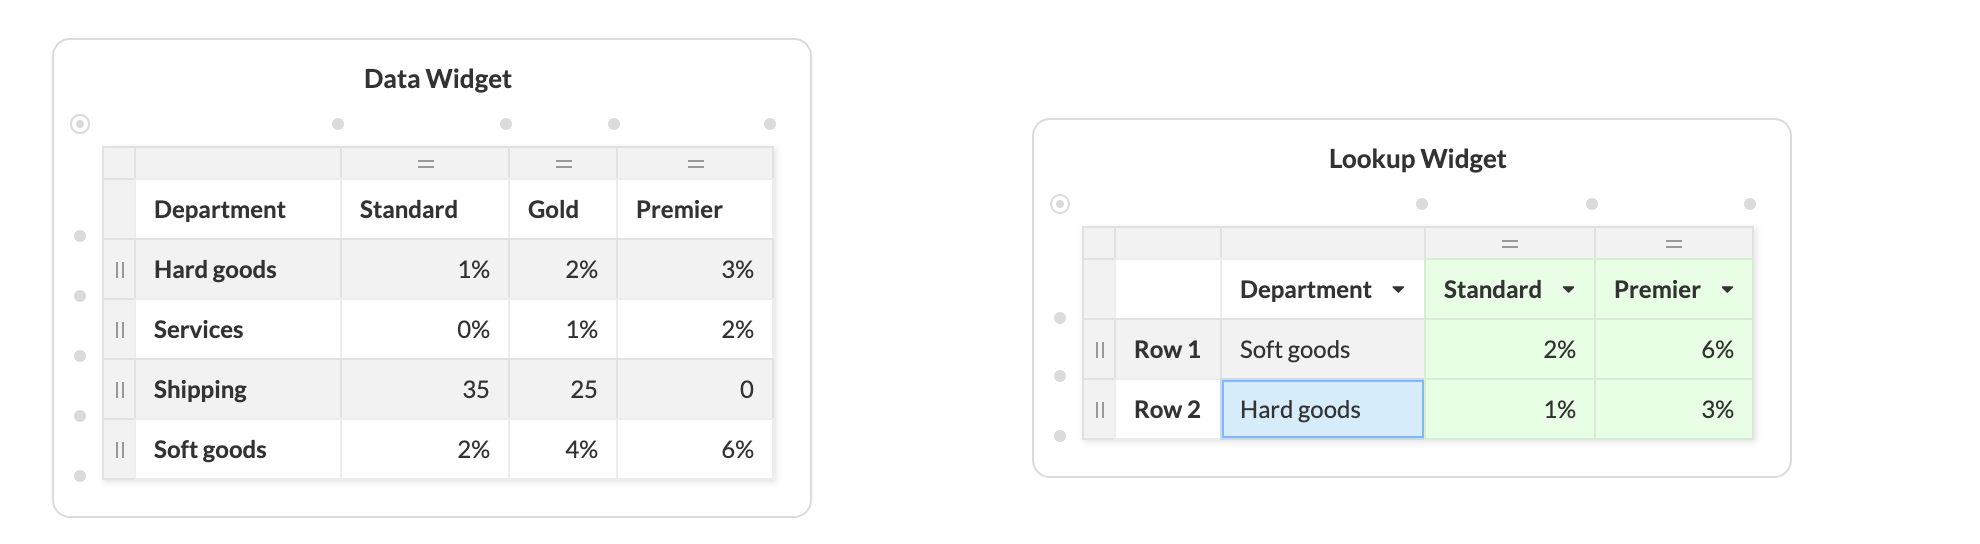 Data Widget
Department Standard Gold Premier
Hard goods 1% 2% 3%
Services 0% 1% 2%
Shipping 35 25 0
Soft goods 2% 4% 6%
Lookup Widget
Department Standard Premier
Row 1 Soft goods 2% 6%
Row 2 Hard goods 1% 3%